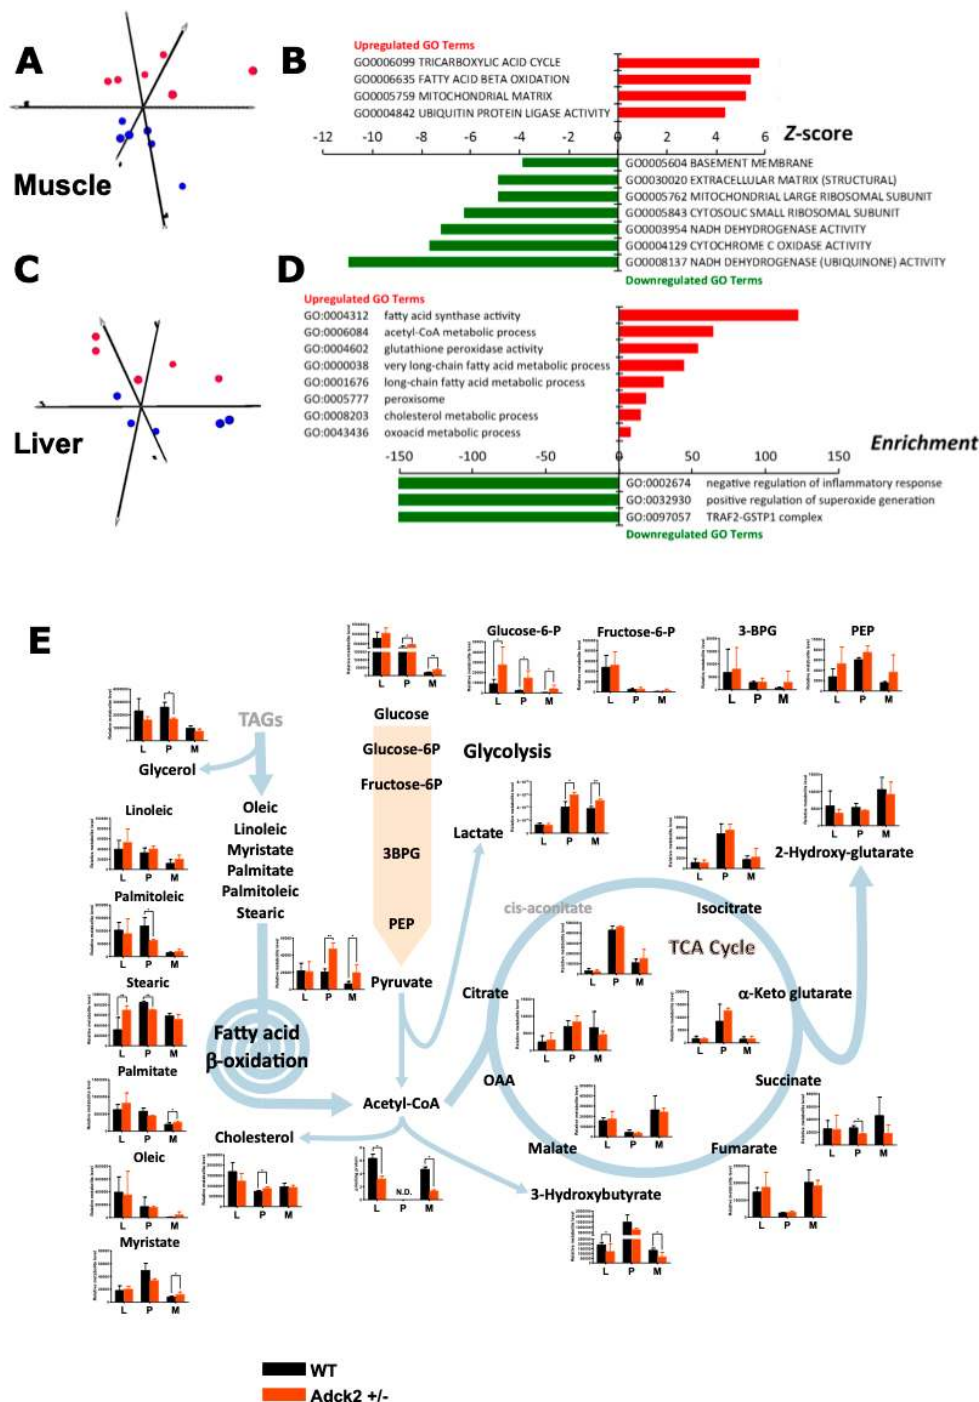 A
Muscle
B
Upregulated GO Terms
GO0006099 TRICARBOXYLIC ACID CYCLE
GO0006635 FATTY ACID BETA OXIDATION
GO0005759 MITOCHONDRIAL MATRIX
GO0004842 UBIQUITIN PROTEIN LIGASE ACTIVITY
-12 -10 -8 -6 -4 -2 0 2 4 6 Z-score
GO0005604 BASEMENT MEMBRANE
GO0030020 EXTRACELLULAR MATRIX (STRUCTURAL)
GO0005762 MITOCHONDRIAL LARGE RIBOSOMAL SUBUNIT
GO0005843 CYTOSOLIC SMALL RIBOSOMAL SUBUNIT
GO0003954 NADH DEHYDROGENASE ACTIVITY
GO0004129 CYTOCHROME C OXIDASE ACTIVITY
GO0008137 NADH DEHYDROGENASE (UBIQUINONE) ACTIVITY
Downregulated GO Terms
C
Liver
D
Upregulated GO Terms
GO:0004312 fatty acid synthase activity
GO:0006084 acetyl-CoA metabolic process
GO:0004602 glutathione peroxidase activity
GO:0000038 very long-chain fatty acid metabolic process
GO:0001676 long-chain fatty acid metabolic process
GO:0005777 peroxisome
GO:0008203 cholesterol metabolic process
GO:0043436 oxoacid metabolic process
Enrichment
-150 -100 -50 0 50 100 150
GO:0002674 negative regulation of inflammatory response
GO:0032930 positive regulation of superoxide generation
GO:0097057 TRAF2-GSTP1 complex
Downregulated GO Terms
E
Glucose-6-P
Fructose-6-P
3-BPG
PEP
L P M
L P M
L P M
L P M
L P M
Glucose
Glucose-6P
Fructose-6P
3BPG
PEP
Pyruvate
Glycolysis
L P M
Glycerol
TAGs
Oleic
Linoleic
Myristate
Palmitate
Palmitoleic
Stearic
Linoleic
L P M
Palmitoleic
L P M
Stearic
L P M
Palmitate
L P M
Oleic
L P M
Myristate
L P M
L P M
Fatty acid
β-oxidation
Lactate
L P M
Acetyl-CoA
Cholesterol
L P M
N.D.
L P M
3-Hydroxybutyrate
L P M
TCA Cycle
cis-aconitate
L P M
Citrate
L P M
Isocitrate
L P M
α-Keto glutarate
L P M
2-Hydroxy-glutarate
L P M
Succinate
L P M
Fumarate
L P M
Malate
L P M
OAA
WT
Adck2 +/-